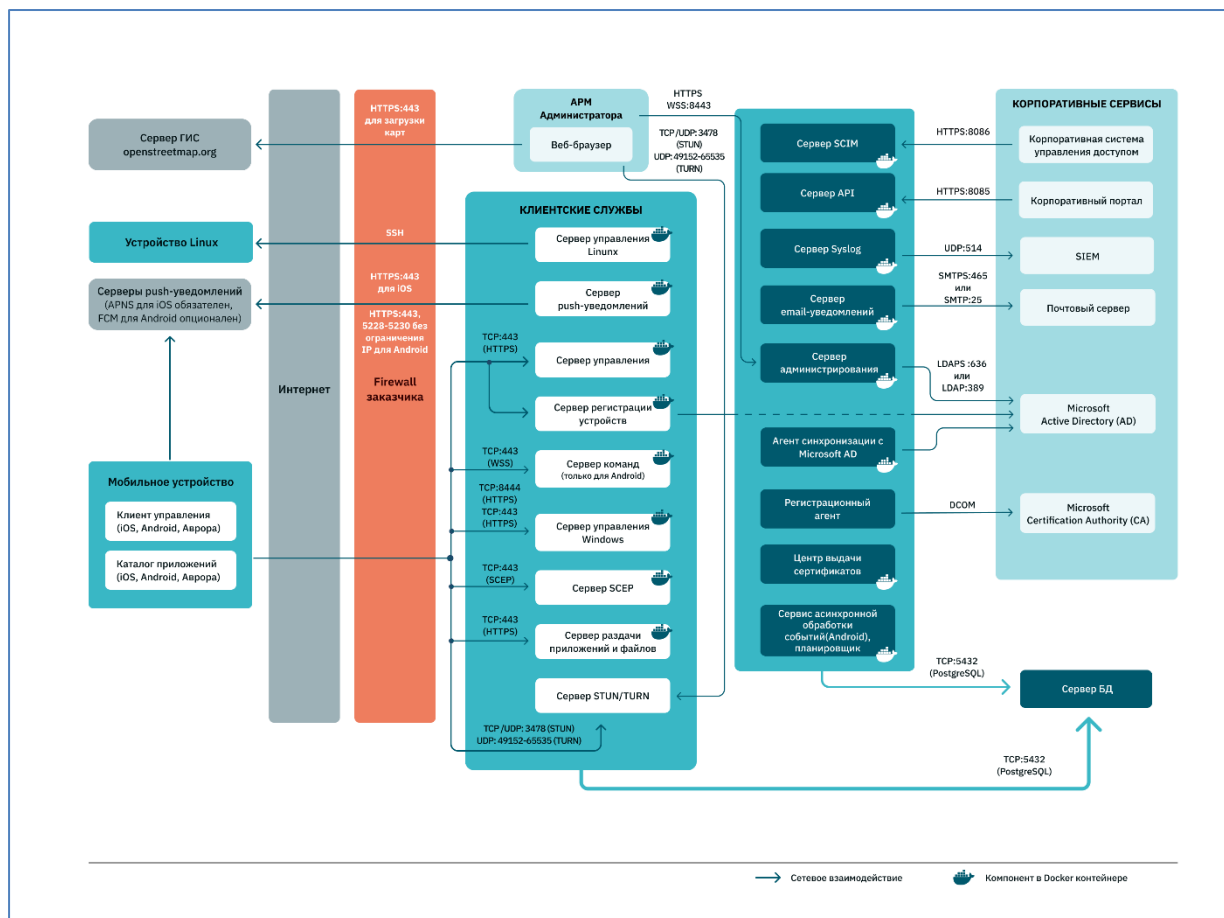 Сервер ГИС
openstreetmap.org
Устройство Linux
Серверы push-уведомлений
(APNS для iOS обязателен,
FCM для Android опционален)
Мобильное устройство
Клиент управления
(iOS, Android, Аврора)
Каталог приложений
(iOS, Android, Аврора)
Интернет
HTTPS:443
для загрузки
карт
SSH
HTTPS:443
для iOS
HTTPS:443,
5228-5230 без
ограничения
IP для Android
Firewall
заказчика
АРМ
Администратора
Веб-браузер
HTTPS
WSS:8443
TCP /UDP: 3478
(STUN)
UDP: 49152-65535
(TURN)
КЛИЕНТСКИЕ СЛУЖБЫ
Сервер управления
Linunx
Сервер
push-уведомлений
TCP:443
(HTTPS)
Сервер управления
Сервер регистрации
устройств
TCP:443
(WSS)
Сервер команд
(только для Android)
TCP:8444
(HTTPS)
TCP:443
(HTTPS)
Сервер управления
Windows
TCP:443
(SCEP)
Сервер SCEP
TCP:443
(HTTPS)
Сервер раздачи
приложений и файлов
Сервер STUN/TURN
TCP /UDP: 3478 (STUN)
UDP: 49152-65535 (TURN)
Сервер SCIM
Сервер API
Сервер Syslog
Сервер
email-уведомлений
Сервер
администрирования
Агент синхронизации с
Microsoft AD
Регистрационный
агент
Центр выдачи
сертификатов
Сервис асинхронной
обработки
событий(Android),
планировщик
HTTPS:8086
HTTPS:8085
UDP:514
SMTPS:465
или
SMTP:25
LDAPS :636
или
LDAP:389
DCOM
КОРПОРАТИВНЫЕ СЕРВИСЫ
Корпоративная система
управления доступом
Корпоративный портал
SIEM
Почтовый сервер
Microsoft
Active Directory (AD)
Microsoft
Certification Authority (CA)
TCP:5432
(PostgreSQL)
Сервер БД
TCP:5432
(PostgreSQL)
Сетевое взаимодействие
Компонент в Docker контейнере